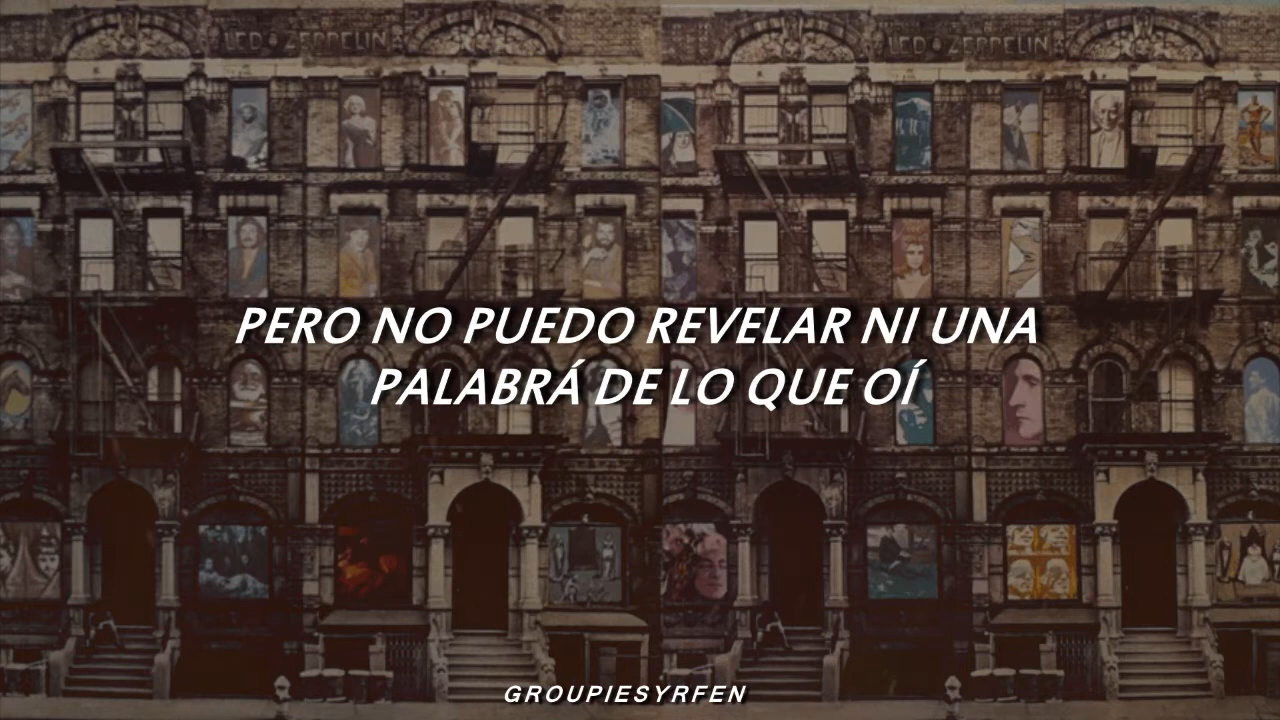 LED ZEPPELIN LED ZEPPELIN
PERO NO PUEDO REVELAR NI UNA
PALABRÁ DE LO QUE OÍ
GROUPIESYRFEN